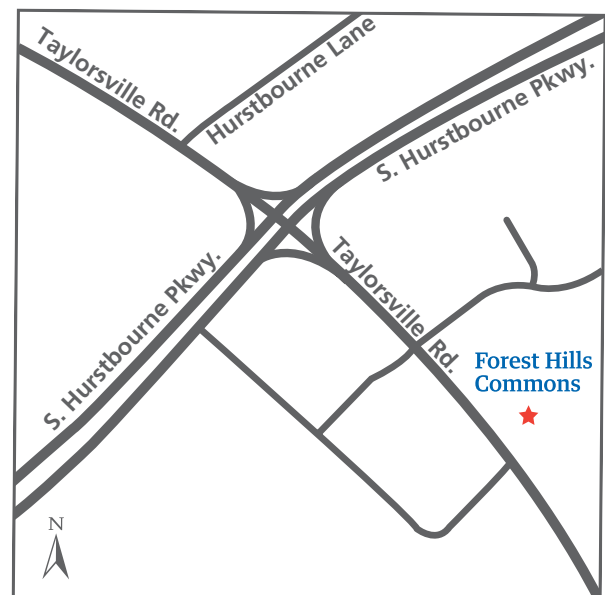 Taylorsville Rd.
Hurstbourne Lane
S. Hurstbourne Pkwy.
S. Hurstbourne Pkwy.
Taylorsville Rd.
Forest Hills
Commons
N